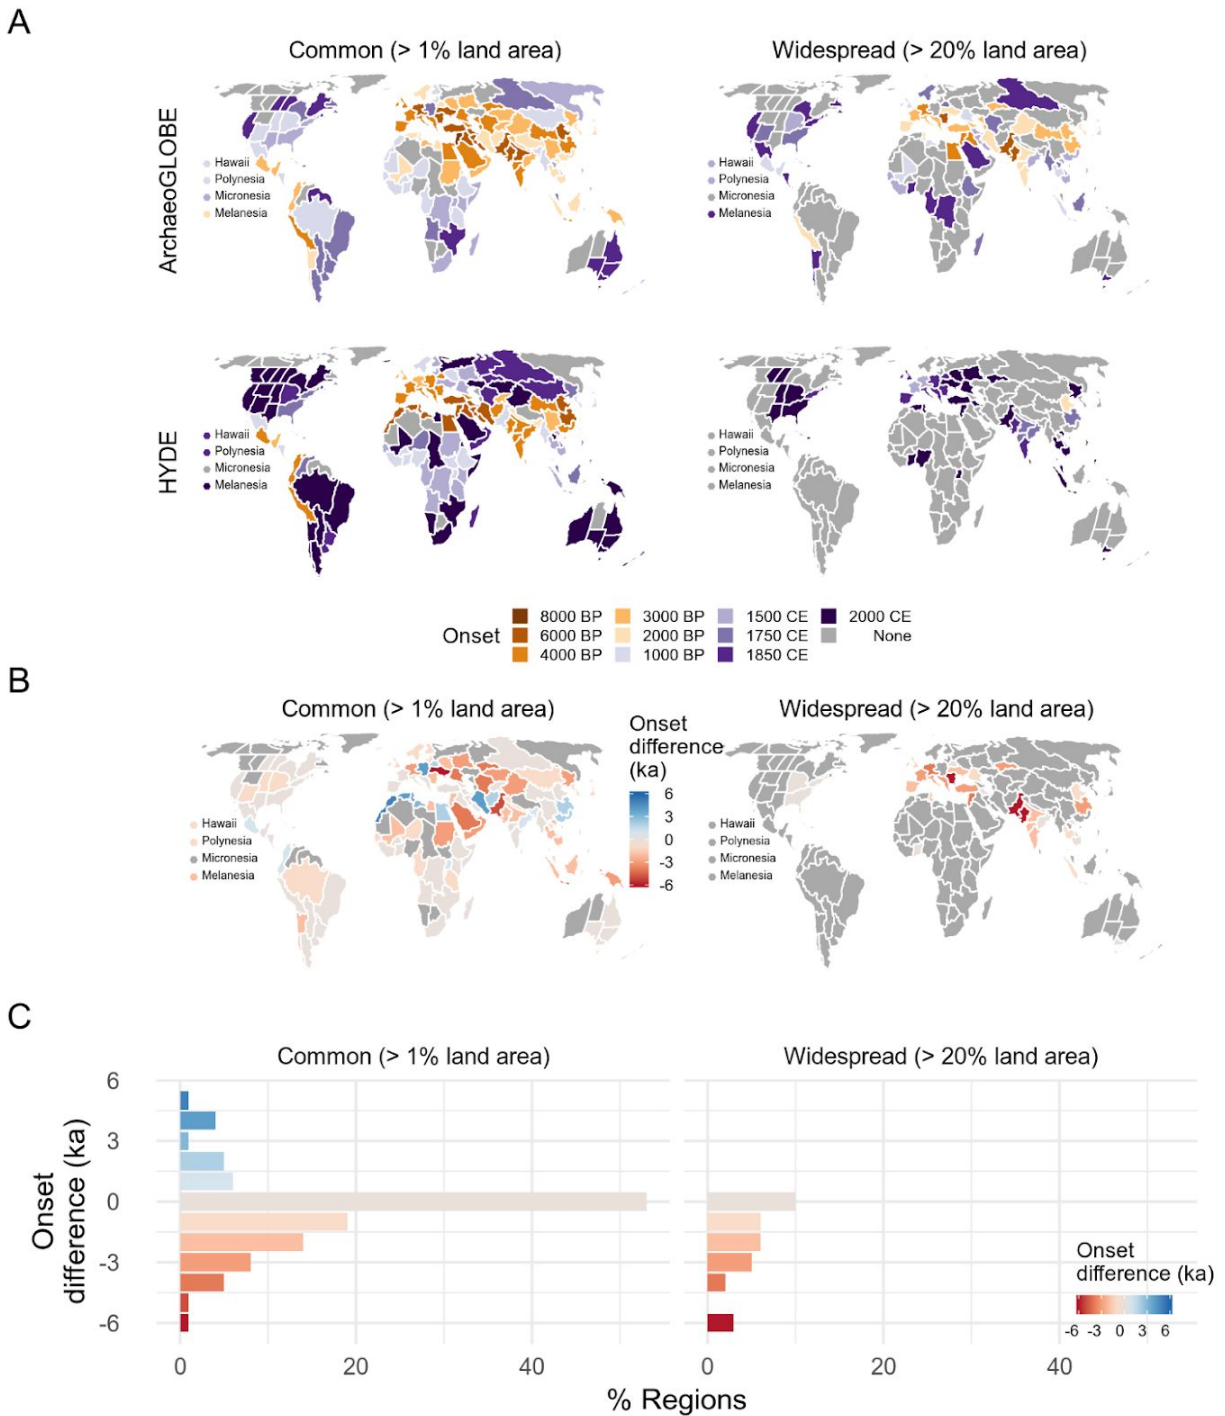 A
Common (> 1% land area)
Widespread (> 20% land area)
ArchaeoGLOBE
Hawaii
Polynesia
Micronesia
Melanesia
Hawaii
Polynesia
Micronesia
Melanesia
HYDE
Hawaii
Polynesia
Micronesia
Melanesia
Hawaii
Polynesia
Micronesia
Melanesia
Onset
8000 BP
3000 BP
1500 CE
2000 CE
6000 BP
2000 BP
1750 CE
None
4000 BP
1000 BP
1850 CE
B
Common (> 1% land area)
Widespread (> 20% land area)
Onset
difference
(ka)
6
3
0
-3
-6
Hawaii
Polynesia
Micronesia
Melanesia
Hawaii
Polynesia
Micronesia
Melanesia
C
Common (> 1% land area)
Widespread (> 20% land area)
Onset
difference (ka)
6
3
0
-3
-6
Onset
difference (ka)
-6 -3 0 3 6
0 20 40
0 20 40
% Regions